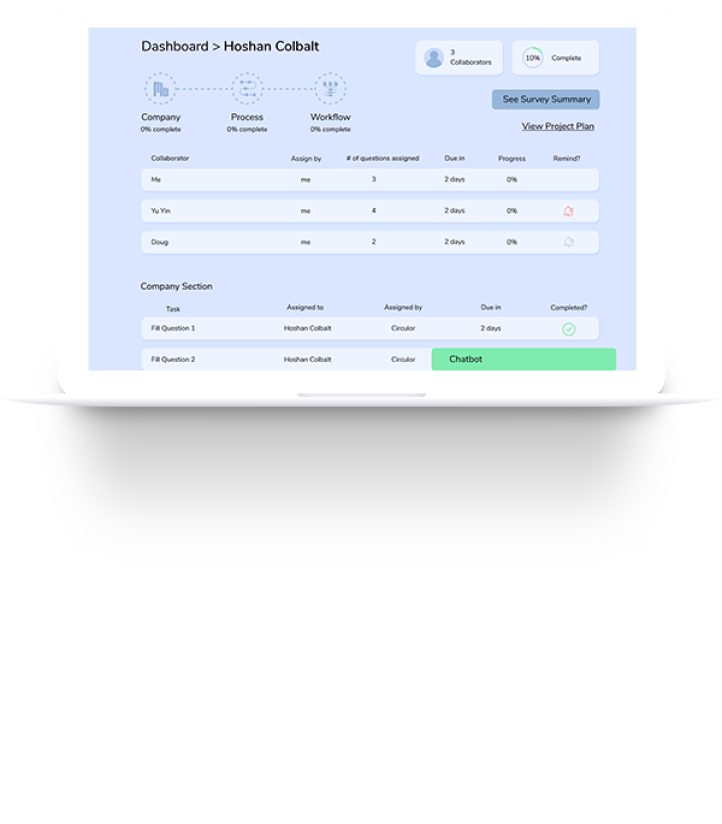 Dashboard > Hoshan Colbalt
3
Collaborators
10%
Complete
See Survey Summary
View Project Plan
Company
0% complete
Process
0% complete
Workflow
0% complete
Collaborator Assign by # of questions assigned Due in Progress Remind?
Me me 3 2 days 0%
Yu Yin me 4 2 days 0%
Doug me 2 2 days 0%
Company Section
Task Assigned to Assigned by Due in Completed?
Fill Question 1 Hoshan Colbalt Circulor 2 days
Fill Question 2 Hoshan Colbalt Circulor
Chatbot